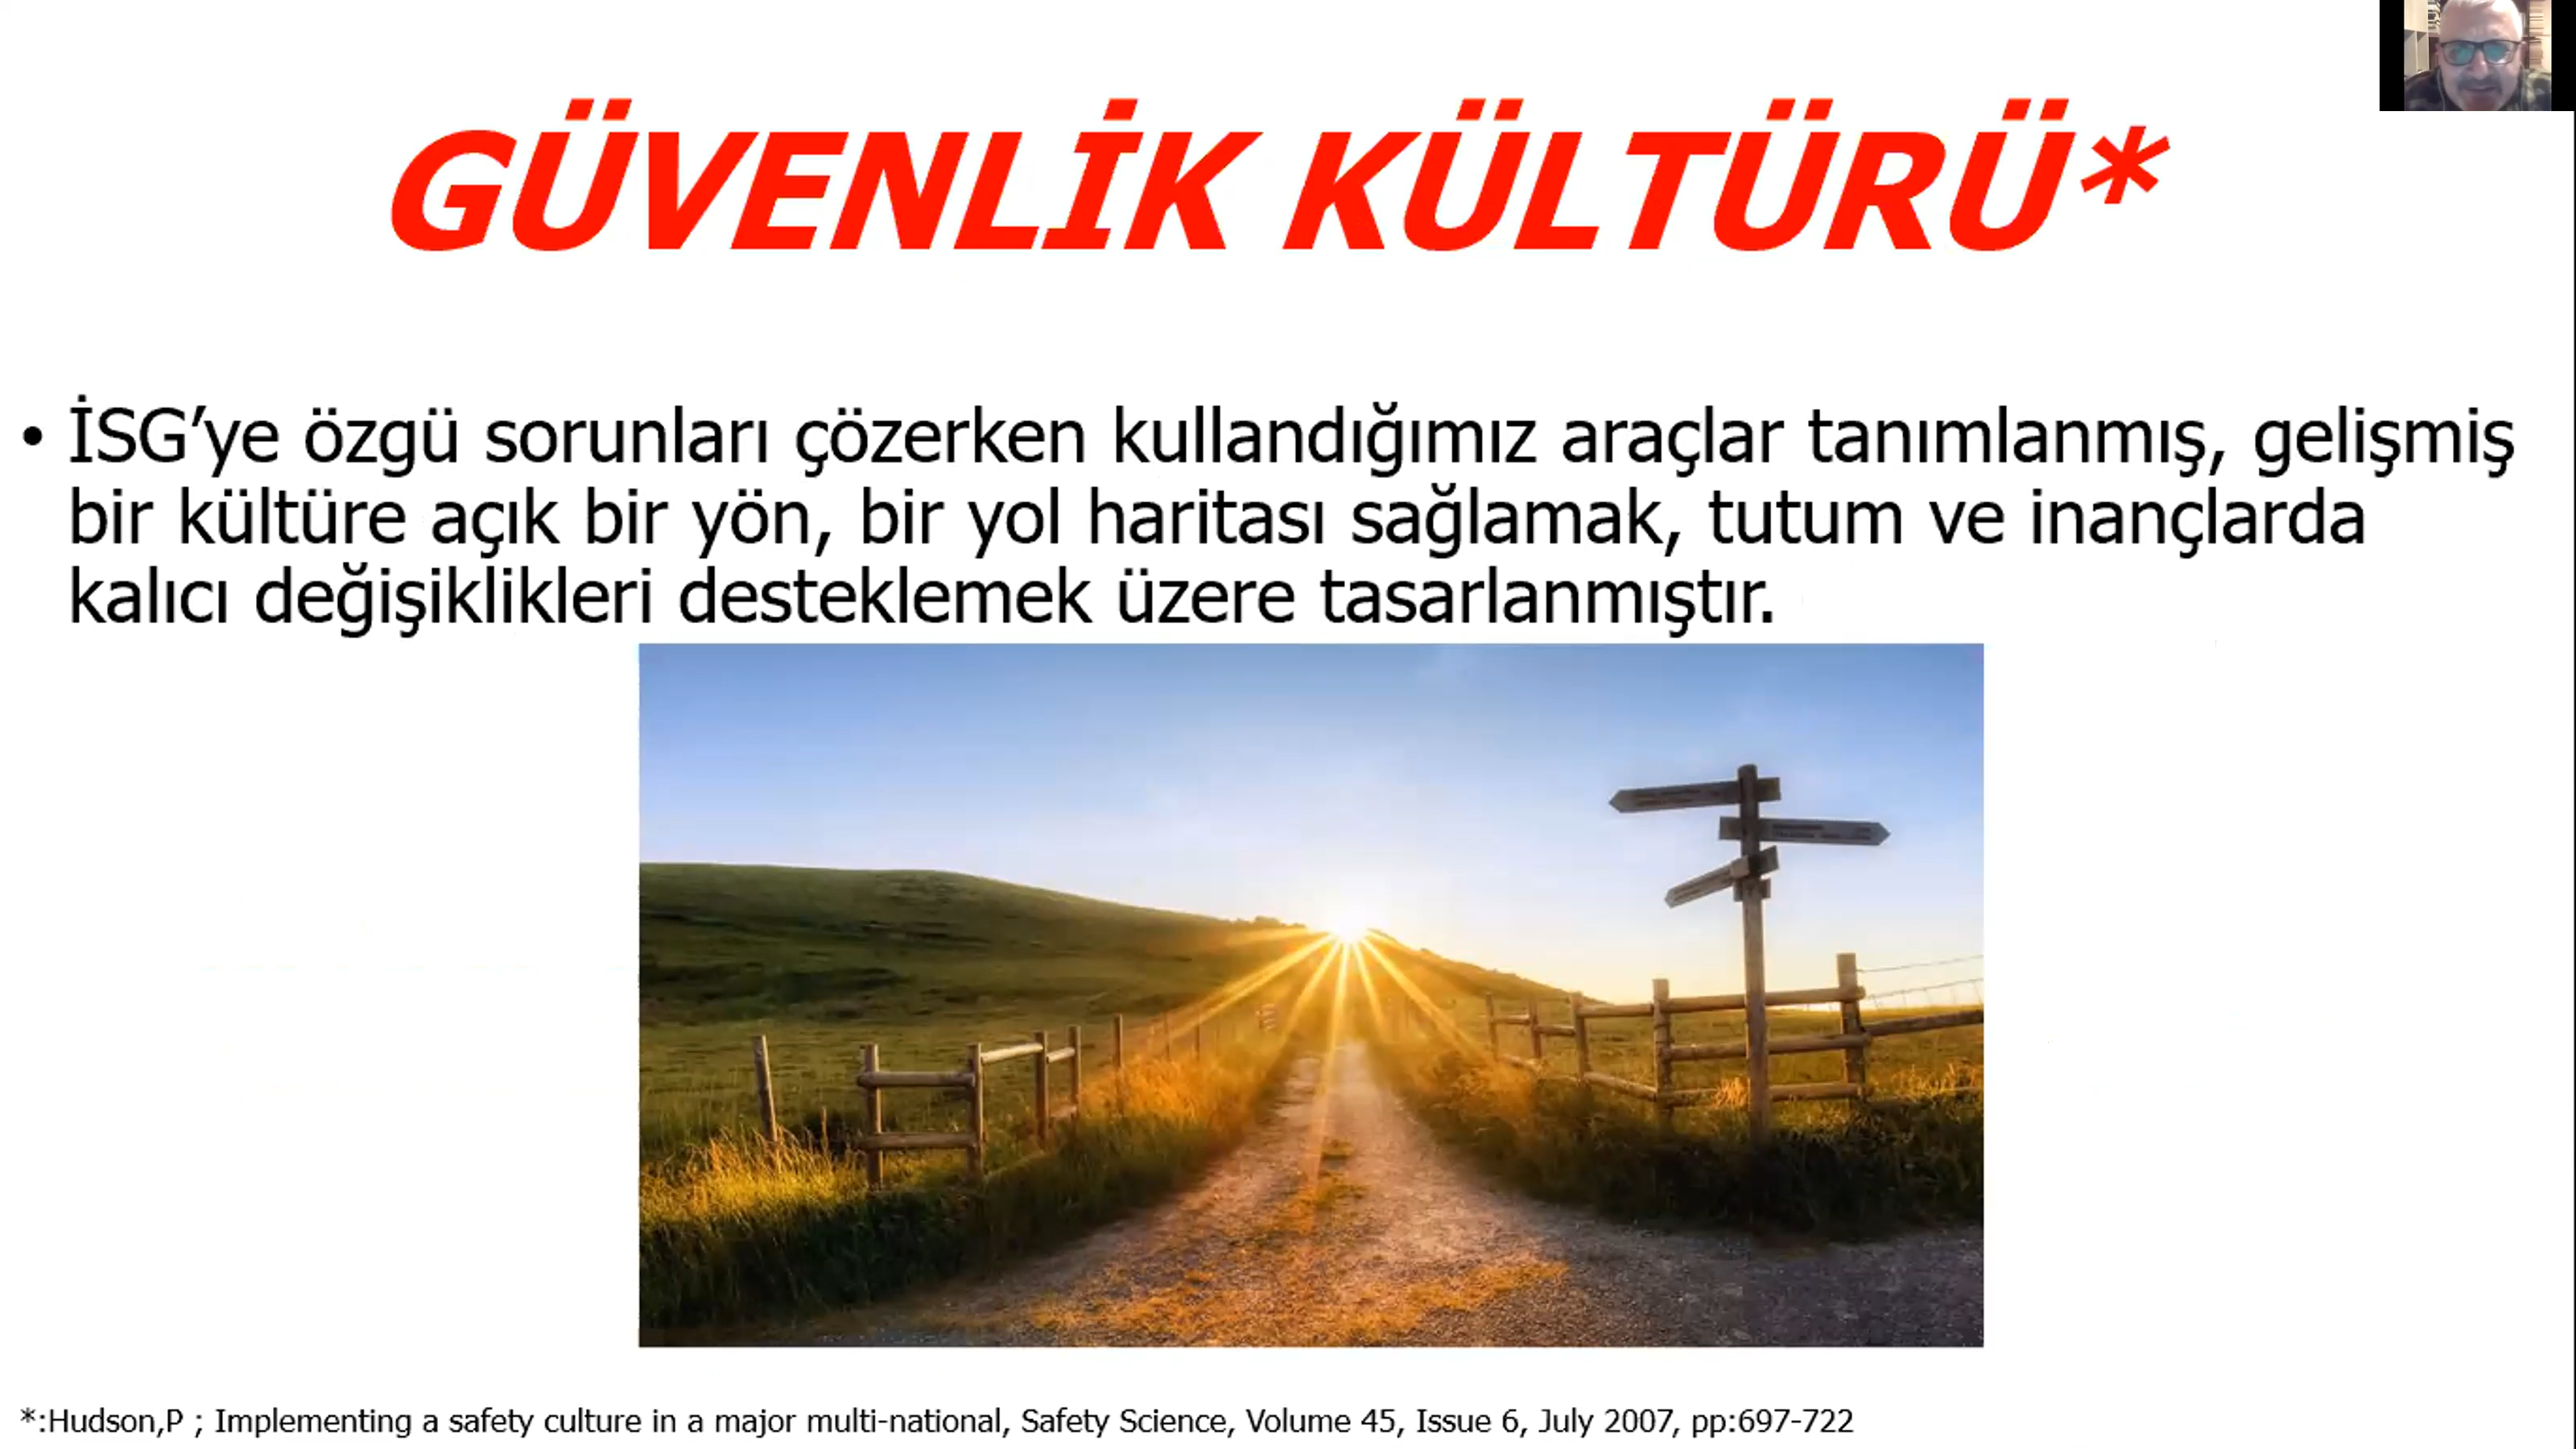 GÜVENLİK KÜLTÜRÜ*
• İSG’ye özgü sorunları çözerken kullandığımız araçlar tanımlanmış, gelişmiş
bir kültüre açık bir yön, bir yol haritası sağlamak, tutum ve inançlarda
kalıcı değişiklikleri desteklemek üzere tasarlanmıştır.
*:Hudson,P ; Implementing a safety culture in a major multi-national, Safety Science, Volume 45, Issue 6, July 2007, pp:697-722